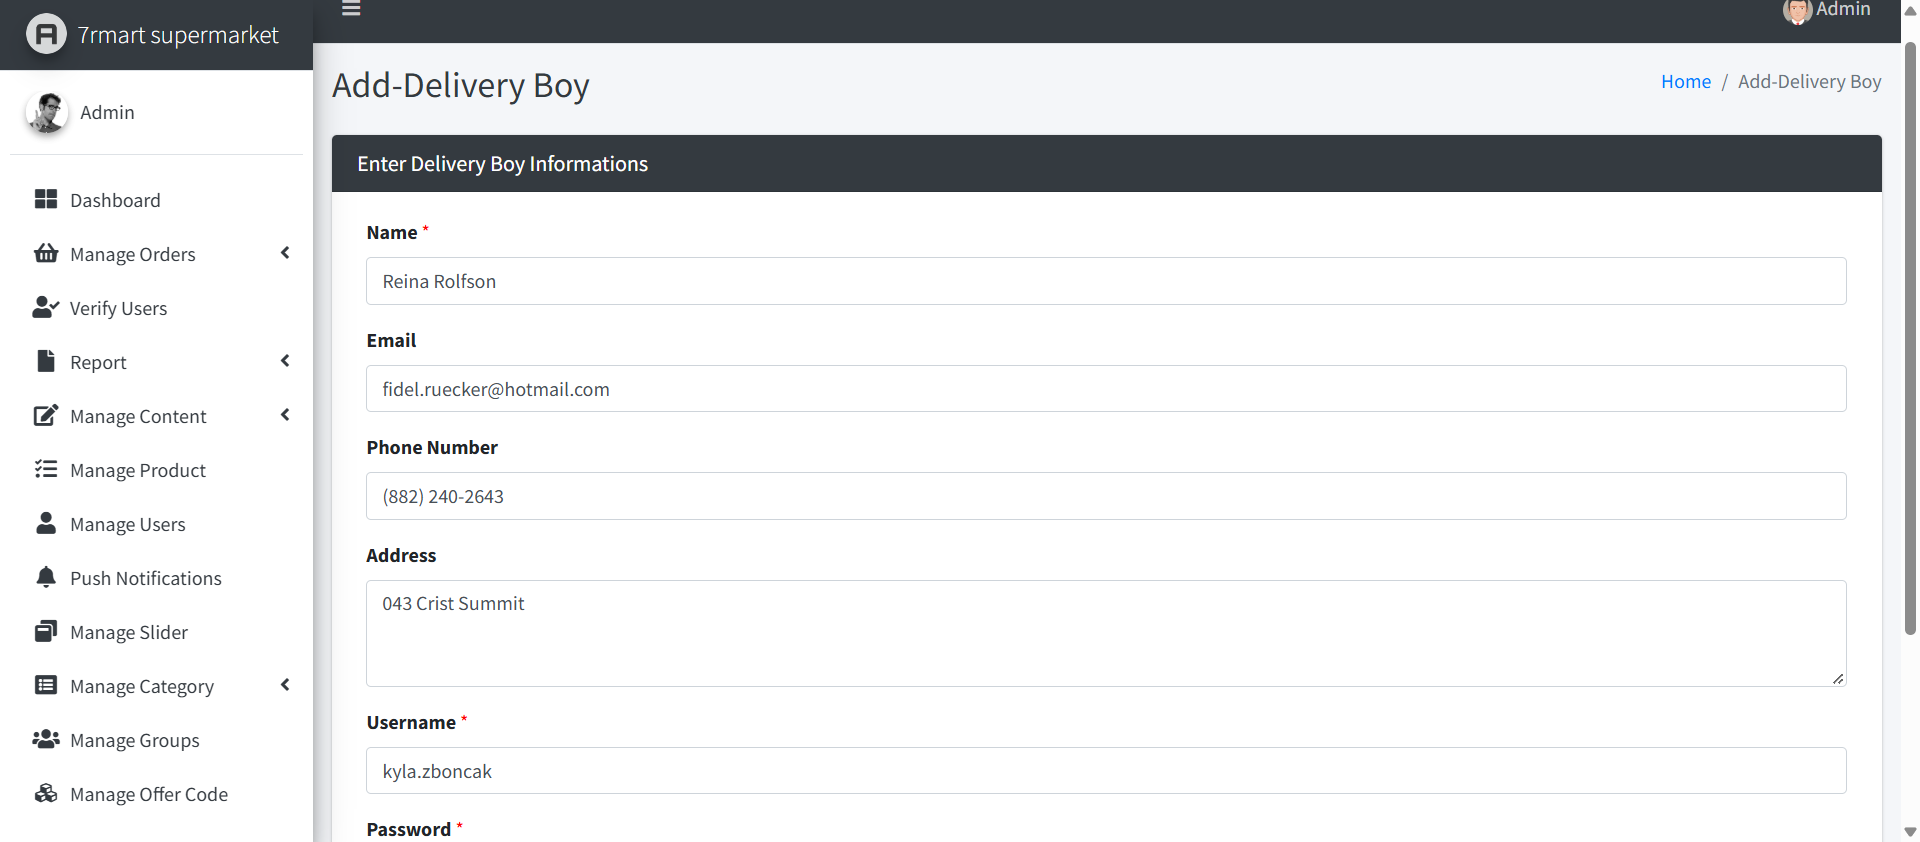 7rmart supermarket
Admin
Admin
Dashboard
Manage Orders
Verify Users
Report
Manage Content
Manage Product
Manage Users
Push Notifications
Manage Slider
Manage Category
Manage Groups
Manage Offer Code
Add-Delivery Boy
Home / Add-Delivery Boy
Enter Delivery Boy Informations
Name *
Reina Rolfson
Email
fidel.ruecker@hotmail.com
Phone Number
(882) 240-2643
Address
043 Crist Summit
Username *
kyla.zboncak
Password *